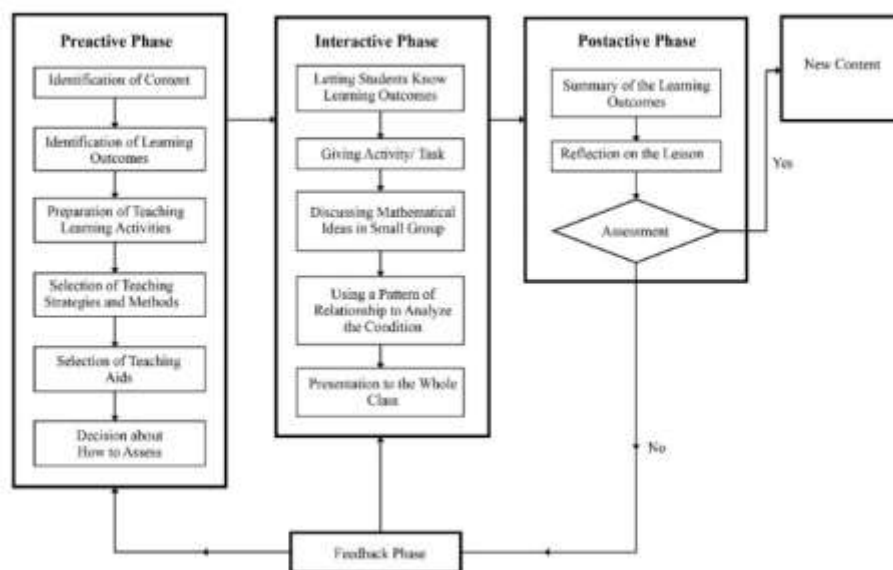 Preactive Phase
Identification of Content
Identification of Learning
Outcomes
Preparation of Teaching
Learning Activities
Selection of Teaching
Strategies and Methods
Selection of Teaching
Aids
Decision about
How to Assess
Interactive Phase
Letting Students Know
Learning Outcomes
Giving Activity/ Task
Discussing Mathematical
Ideas in Small Group
Using a Pattern of
Relationship to Analyze
the Condition
Presentation to the Whole
Class
Postactive Phase
Summary of the Learning
Outcomes
Reflection on the Lesson
Assessment
Yes
New Content
No
Feedback Phase